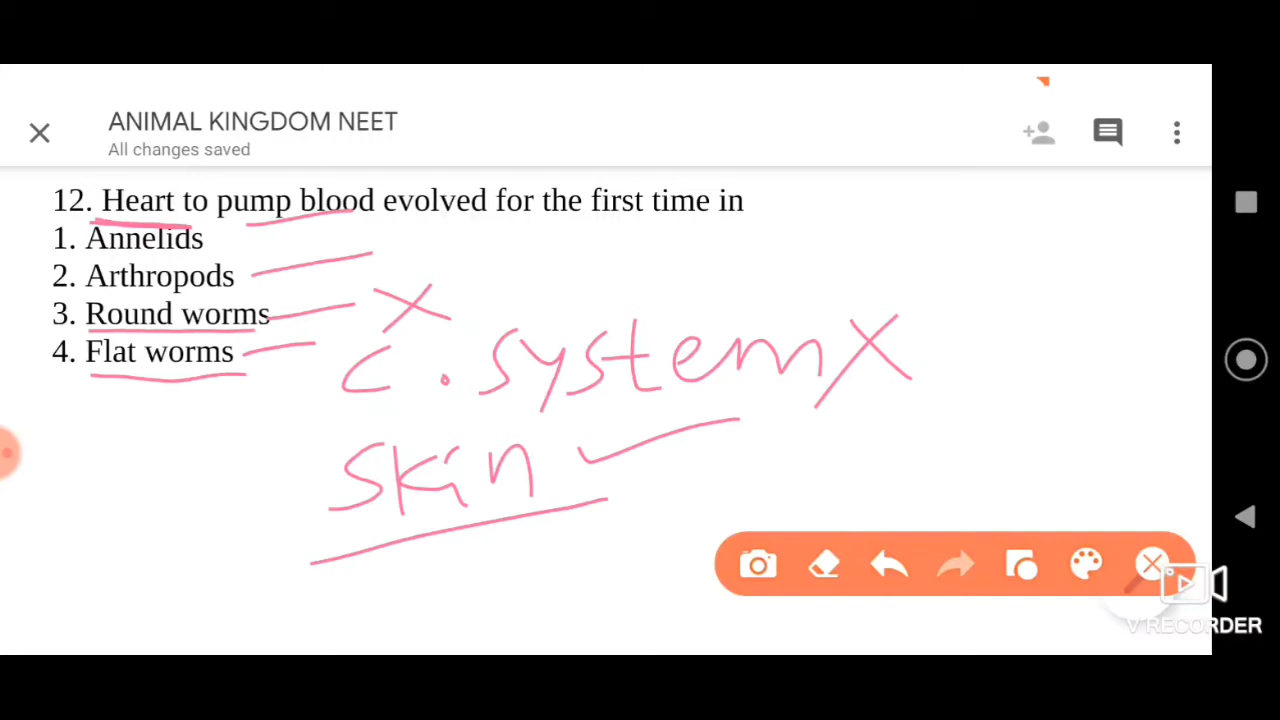 ANIMAL KINGDOM NEET
All changes saved
12. Heart to pump blood evolved for the first time in
1. Annelids
2. Arthropods
3. Round worms
4. Flat worms
c. system X
skin
V RECORDER